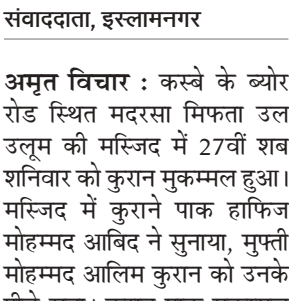 संवाददाता, इस्लामनगर
अमृत विचार : कस्बे के ब्योर
रोड स्थित मदरसा मिफता उल
उलूम की मस्जिद में 27वीं शब
शनिवार को कुरान मुकम्मल हुआ।
मस्जिद में कुराने पाक हाफिज
मोहम्मद आबिद ने सुनाया, मुफ्ती
मोहम्मद आलिम कुरान को उनके